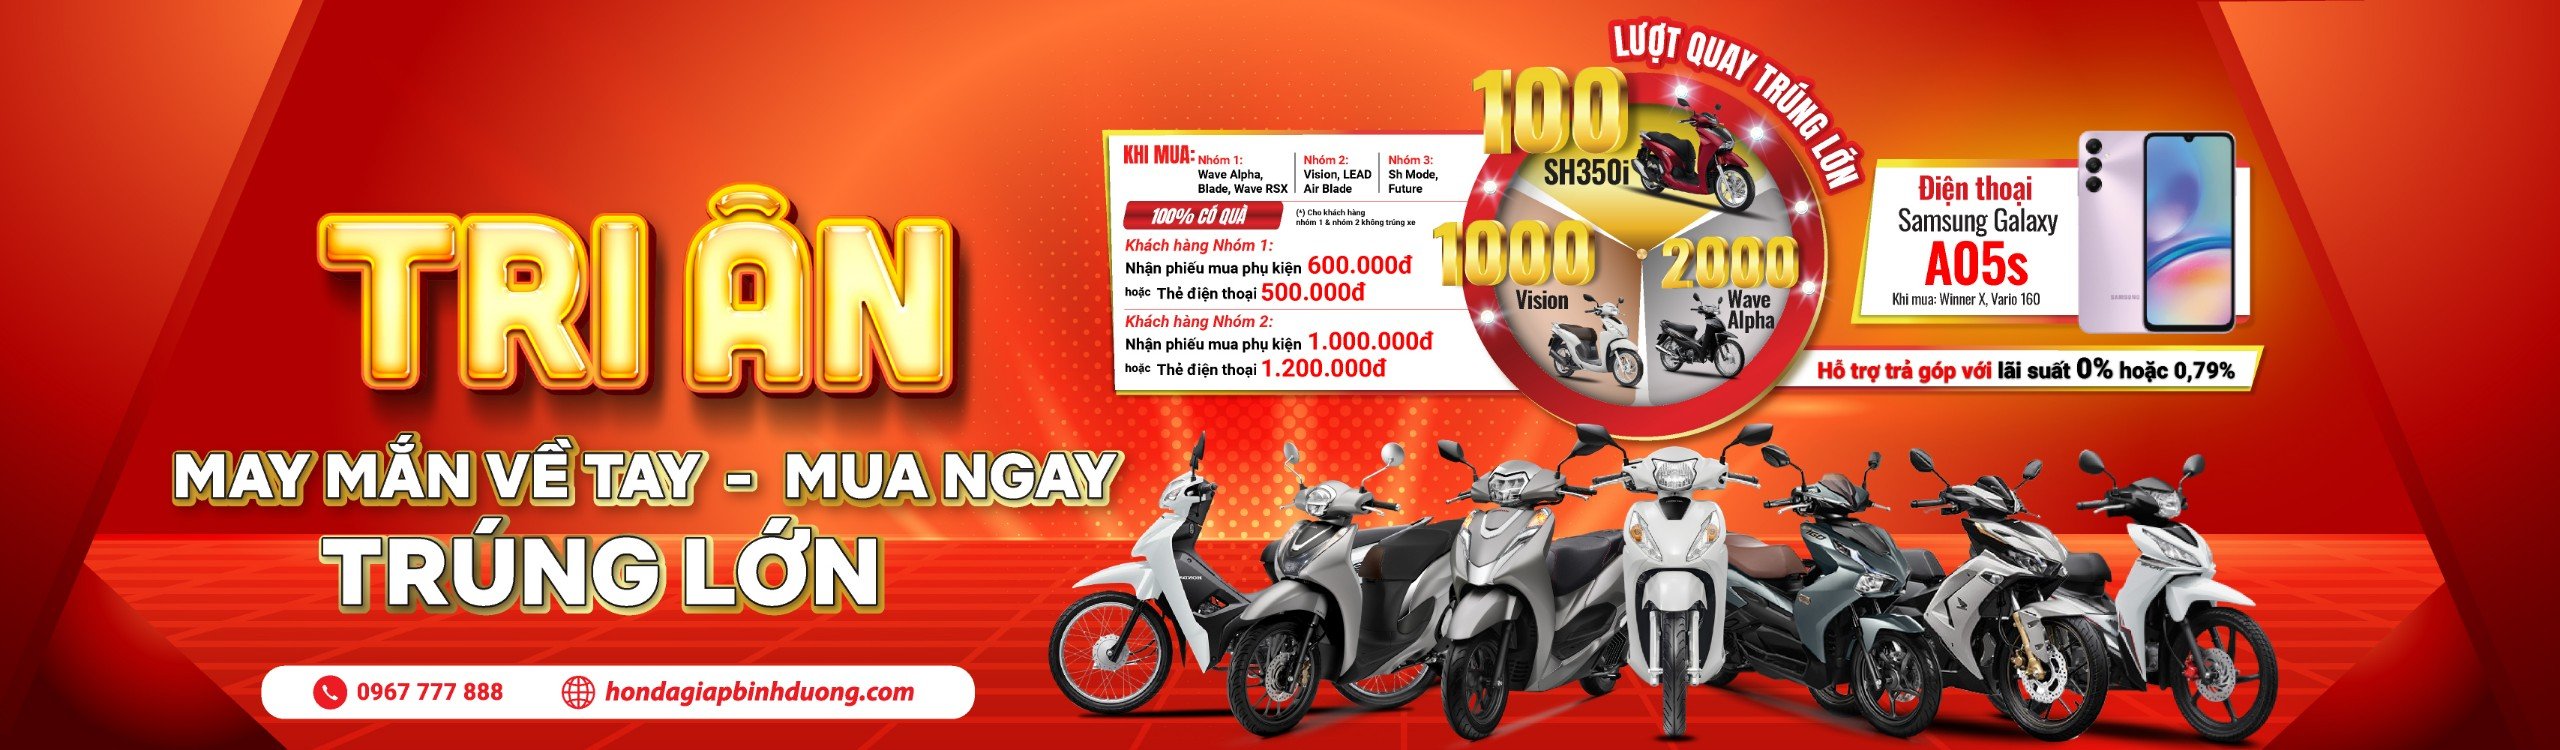 TRI ÂN
MAY MẮN VỀ TAY - MUA NGAY
TRÚNG LỚN
0967 777 888
hondagiapbinhduong.com
KHI MUA:
Nhóm 1:
Wave Alpha,
Blade, Wave RSX
Nhóm 2:
Vision, LEAD
Air Blade
Nhóm 3:
Sh Mode,
Future
100% CÓ QUÀ
(*) Cho khách hàng
nhóm 1 & nhóm 2 không trúng xe
Khách hàng Nhóm 1:
Nhận phiếu mua phụ kiện 600.000đ
hoặc Thẻ điện thoại 500.000đ
Khách hàng Nhóm 2:
Nhận phiếu mua phụ kiện 1.000.000đ
hoặc Thẻ điện thoại 1.200.000đ
LƯỢT QUAY TRÚNG LỚN
100
SH350i
1000
Vision
2000
Wave
Alpha
Điện thoại
Samsung Galaxy
A05s
Khi mua: Winner X, Vario 160
SAMSUNG
Hỗ trợ trả góp với lãi suất 0% hoặc 0,79%